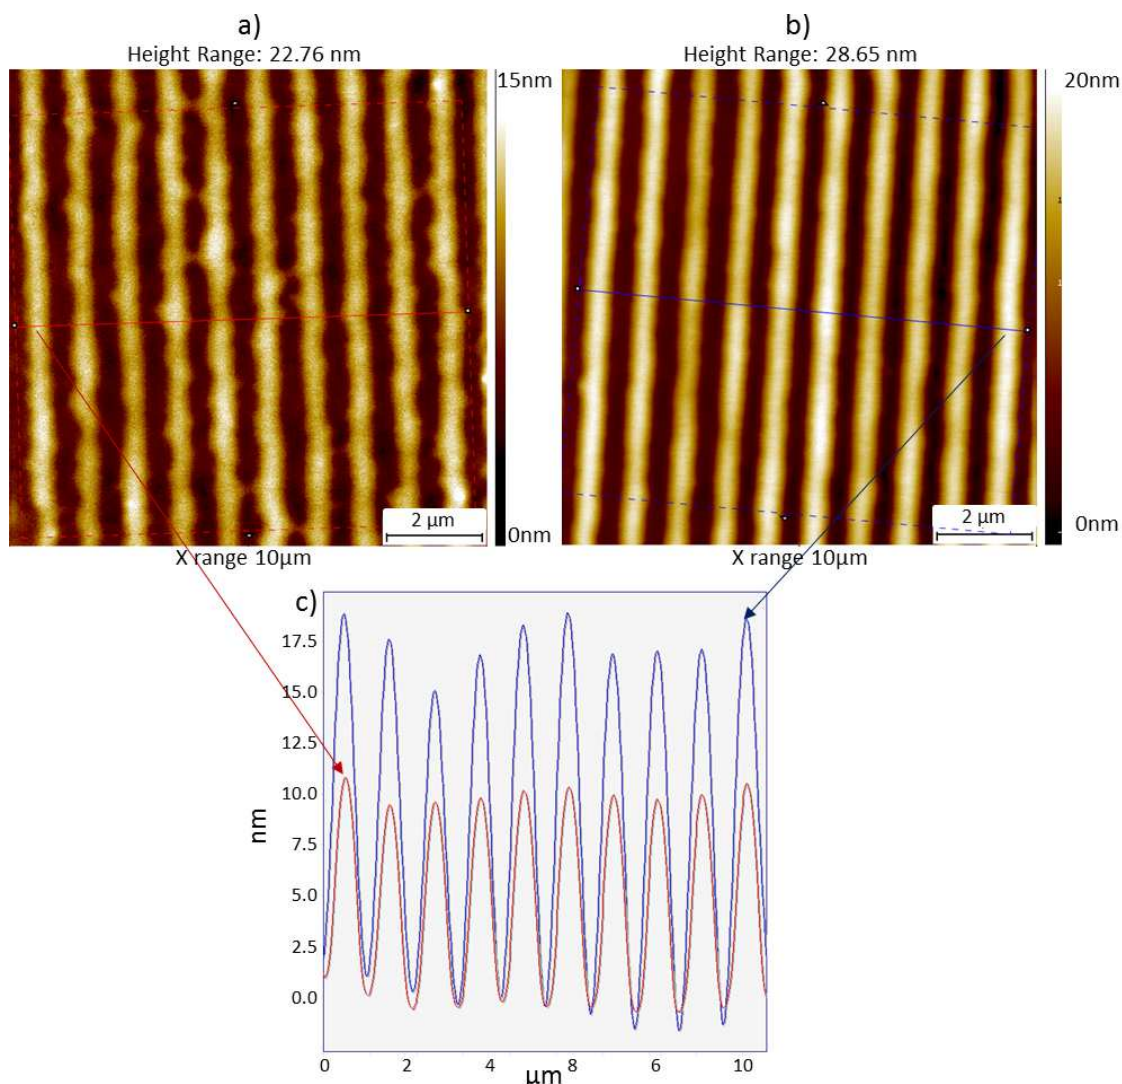 a)
Height Range: 22.76 nm
15nm
0nm
2 μm
X range 10μm
b)
Height Range: 28.65 nm
20nm
0nm
2 μm
X range 10μm
c)
nm
17.5
15.0
12.5
10.0
7.5
5.0
2.5
0.0
0 2 4 8 6 10
μm